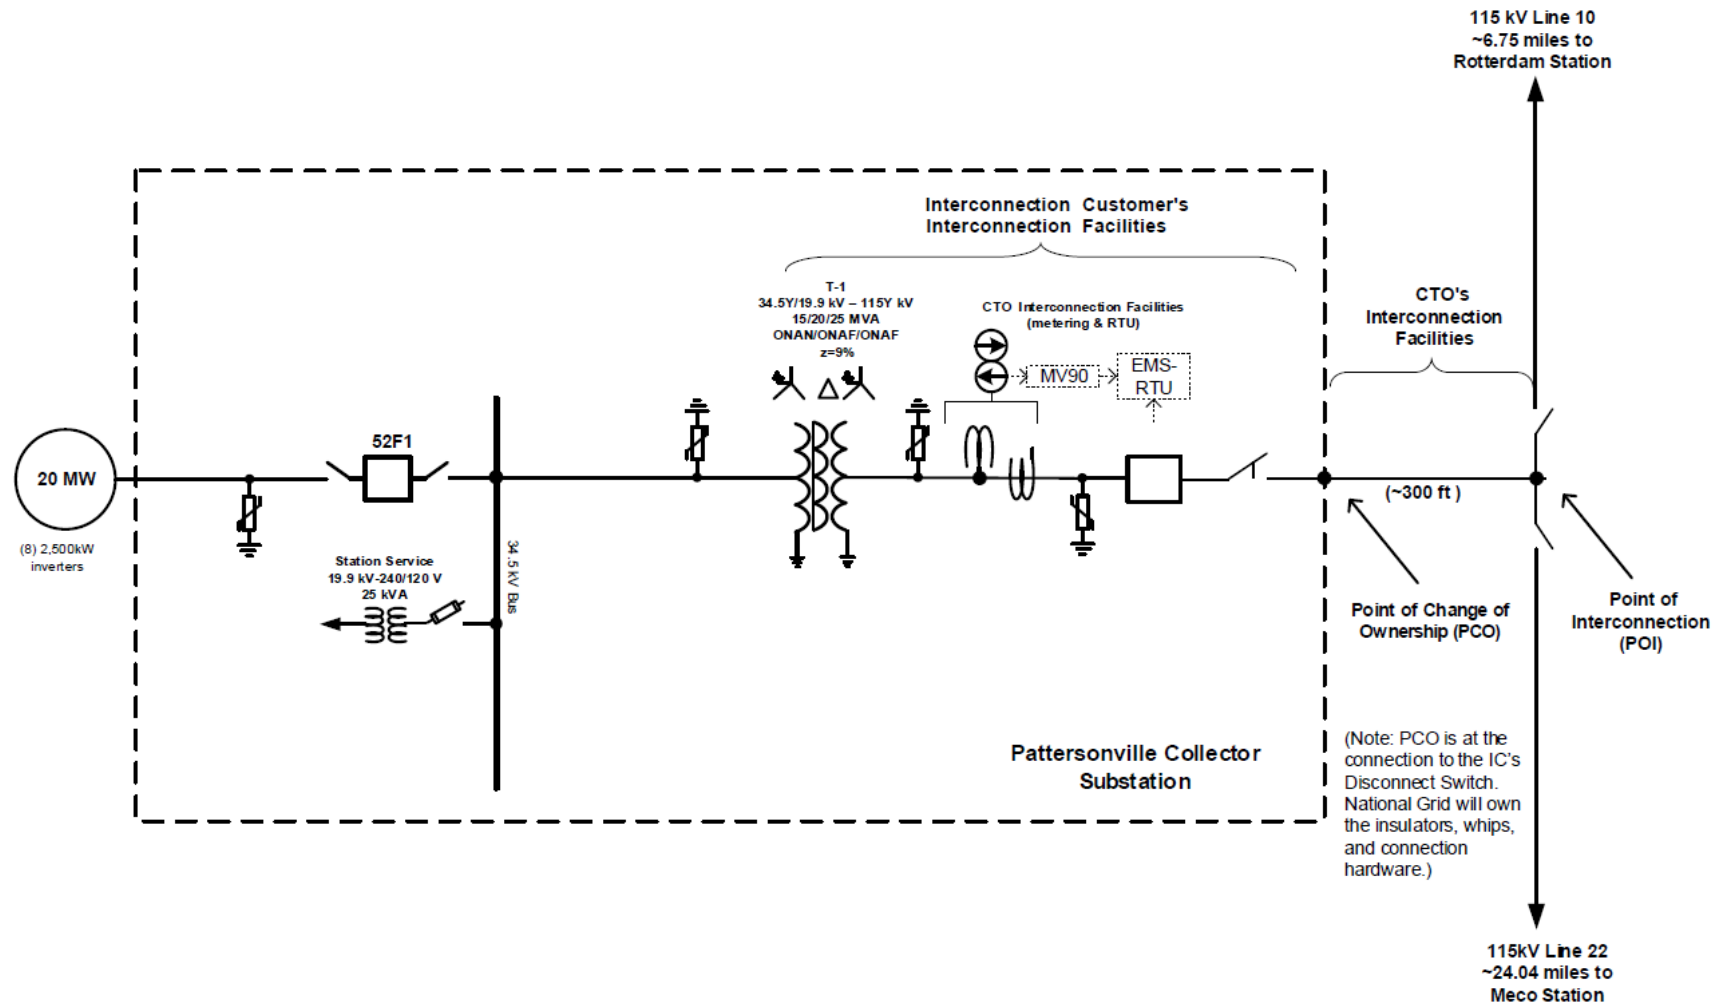 115 kV Line 10
~6.75 miles to
Rotterdam Station
Interconnection Customer's
Interconnection Facilities
T-1
34.5Y/19.9 kV – 115Y kV
15/20/25 MVA
ONAN/ONAF/ONAF
z=9%
CTO Interconnection Facilities
(metering & RTU)
MV90
EMS-
RTU
CTO's
Interconnection
Facilities
52F1
20 MW
(8) 2,500kW
inverters
Station Service
19.9 kV-240/120 V
25 kVA
34.5 kV Bus
(~300 ft )
Point of Change of
Ownership (PCO)
Point of
Interconnection
(POI)
Pattersonville Collector
Substation
(Note: PCO is at the
connection to the IC's
Disconnect Switch.
National Grid will own
the insulators, whips,
and connection
hardware.)
115kV Line 22
~24.04 miles to
Meco Station